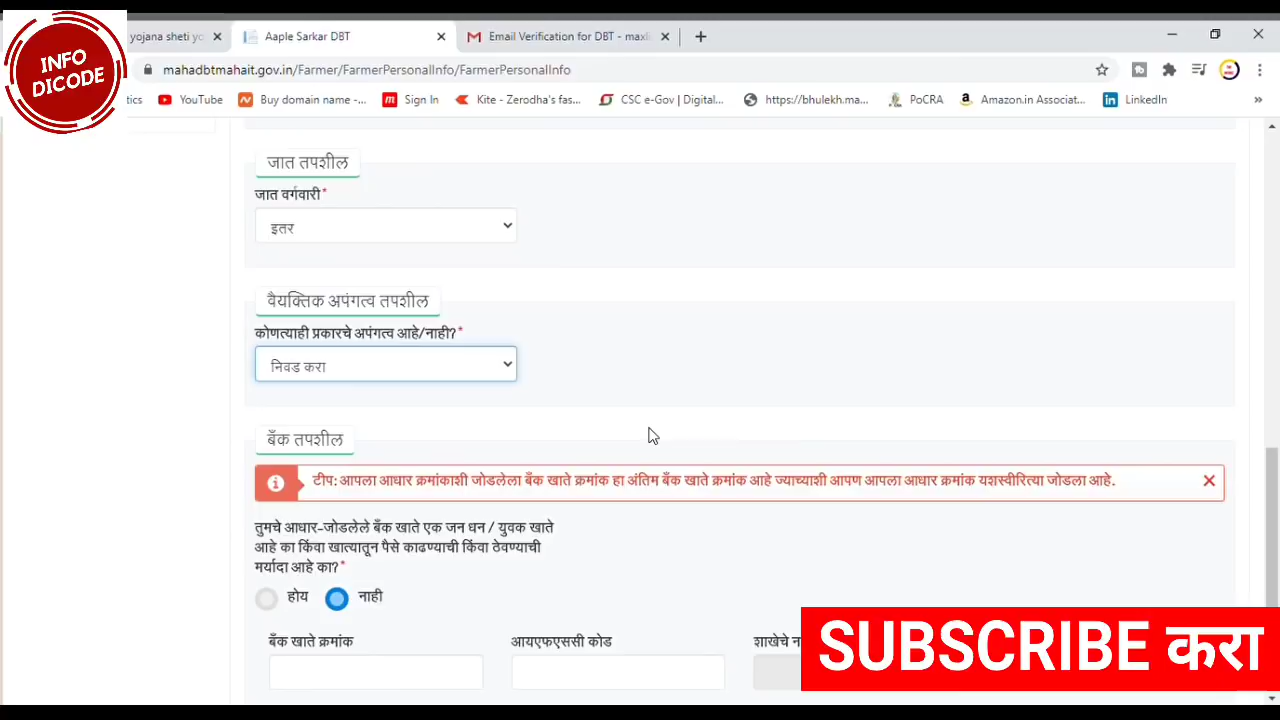 INFO
DICODE
yojana sheti yo
Aaple Sarkar DBT
Email Verification for DBT - maxli
mahadbtmahait.gov.in/Farmer/FarmerPersonalInfo/FarmerPersonalInfo
tics
YouTube
Buy domain name -...
Sign In
Kite - Zerodha's fas...
CSC e-Gov | Digital...
https://bhulekh.ma...
PoCRA
Amazon.in Associat...
LinkedIn
»
जात तपशील
जात वर्गवारी*
इतर
वैयक्तिक अपंगत्व तपशील
कोणत्याही प्रकारचे अपंगत्व आहे/नाही?*
निवड करा
बँक तपशील
टीप: आपला आधार क्रमांकाशी जोडलेला बँक खाते क्रमांक हा अंतिम बँक खाते क्रमांक आहे ज्याच्याशी आपण आपला आधार क्रमांक यशस्वीरित्या जोडला आहे.
तुमचे आधार-जोडलेले बँक खाते एक जन धन / युवक खाते
आहे का किंवा खात्यातून पैसे काढण्याची किंवा ठेवण्याची
मर्यादा आहे का?*
होय नाही
बँक खाते क्रमांक
आयएफएससी कोड
शाखेचे ना
SUBSCRIBE करा